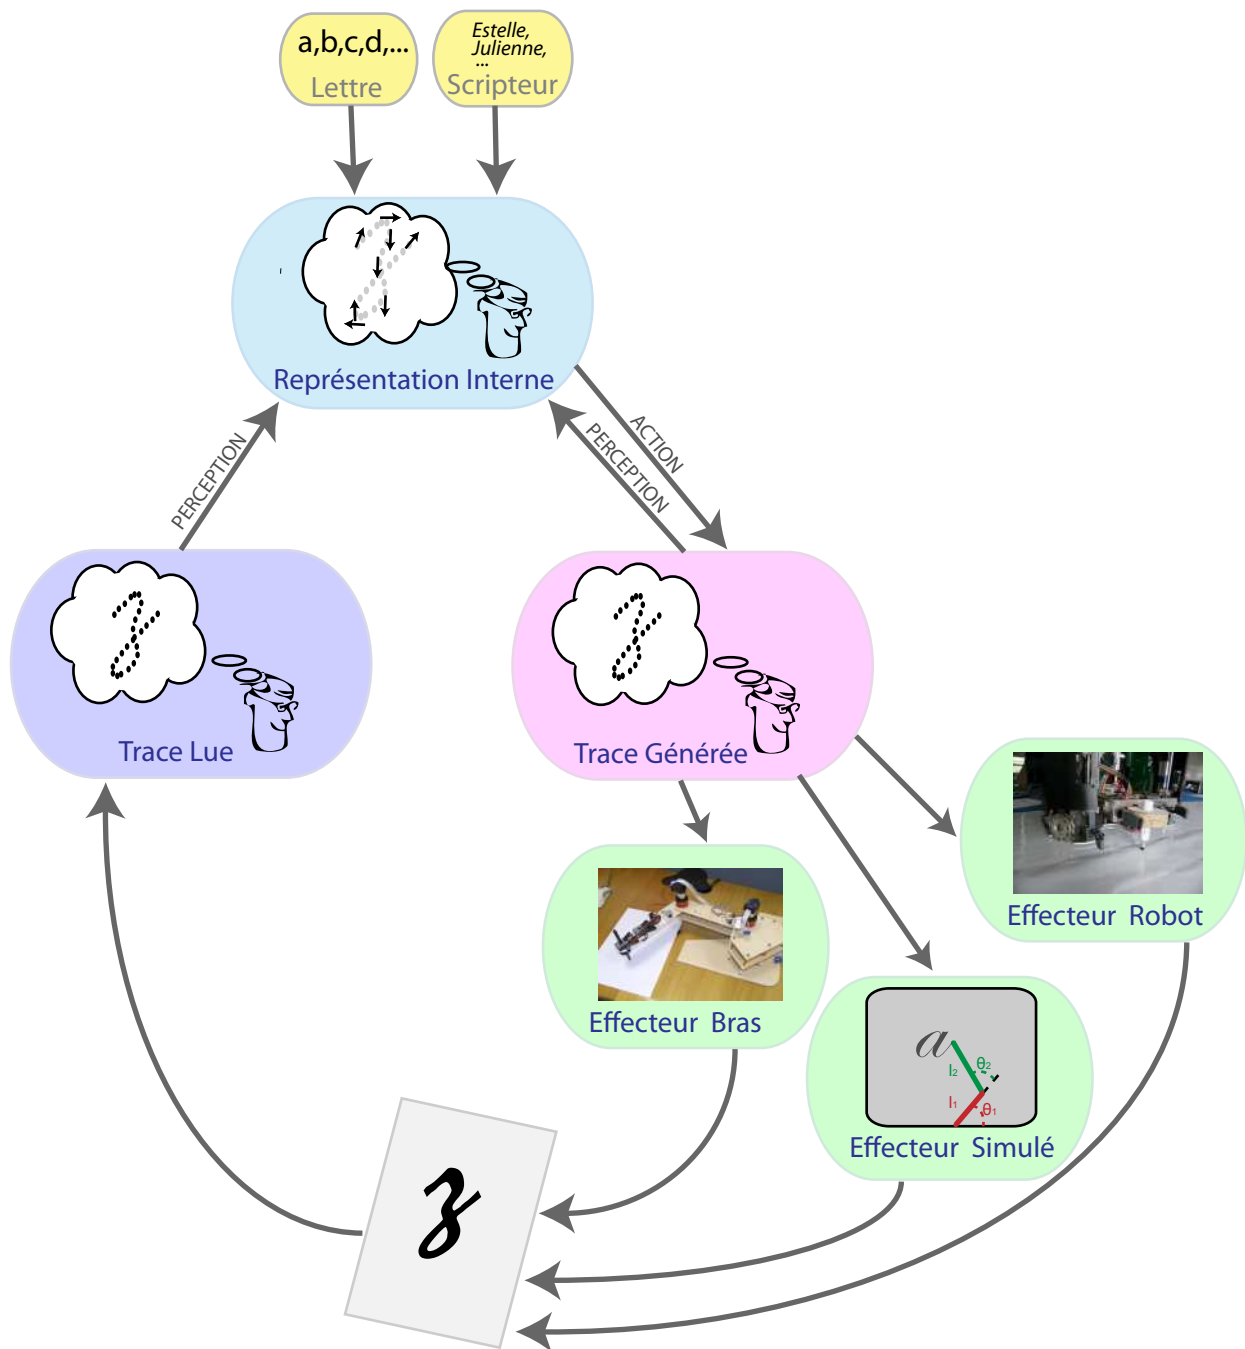 a,b,c,d,...
Lettre
Estelle,
Julienne,
...
Scripteur
Représentation Interne
PERCEPTION
PERCEPTION
ACTION
Trace Lue
Trace Générée
Effecteur Robot
Effecteur Bras
a
l₂
θ₂
l₁
θ₁
Effecteur Simulé
z